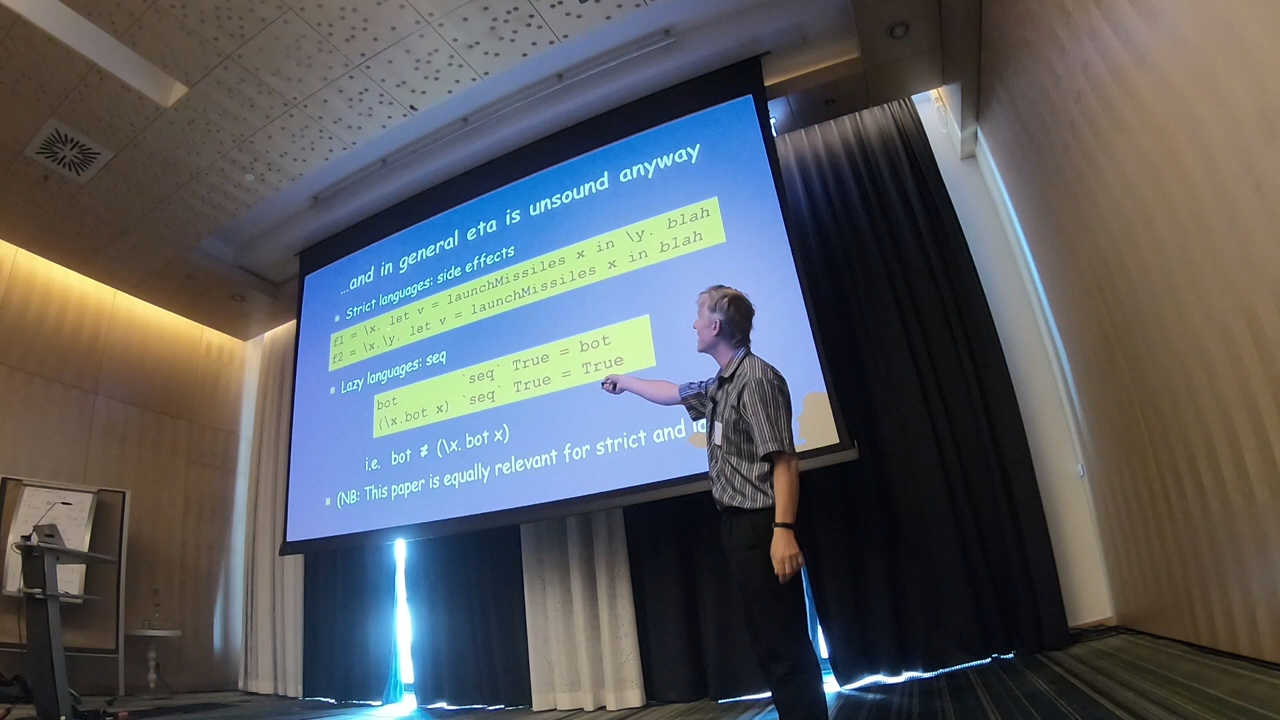 ...and in general eta is unsound anyway
Strict languages: side effects
f1 = \x. let v = launchMissiles x in \y. blah
f2 = \x.\y. let v = launchMissiles x in blah
Lazy languages: seq
bot `seq` True = bot
(\x.bot x) `seq` True = True
i.e. bot ≠ (\x. bot x)
(NB: This paper is equally relevant for strict and